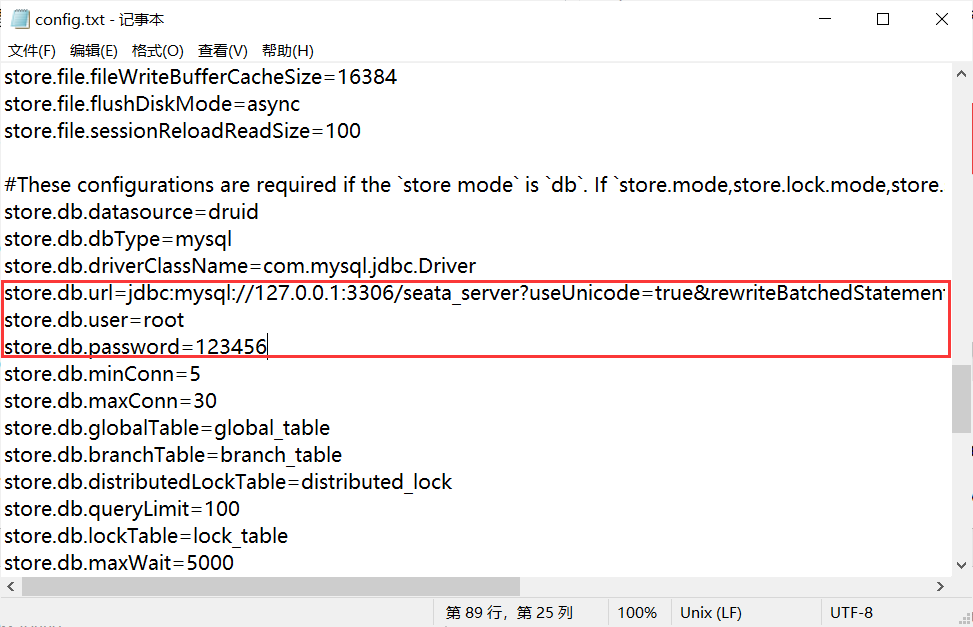 config.txt - 记事本
文件(F) 编辑(E) 格式(O) 查看(V) 帮助(H)
store.file.fileWriteBufferCacheSize=16384
store.file.flushDiskMode=async
store.file.sessionReloadReadSize=100
#These configurations are required if the `store mode` is `db`. If `store.mode,store.lock.mode,store.
store.db.datasource=druid
store.db.dbType=mysql
store.db.driverClassName=com.mysql.jdbc.Driver
store.db.url=jdbc:mysql://127.0.0.1:3306/seata_server?useUnicode=true&rewriteBatchedStatemen
store.db.user=root
store.db.password=123456
store.db.minConn=5
store.db.maxConn=30
store.db.globalTable=global_table
store.db.branchTable=branch_table
store.db.distributedLockTable=distributed_lock
store.db.queryLimit=100
store.db.lockTable=lock_table
store.db.maxWait=5000
第 89 行，第 25 列 100% Unix (LF) UTF-8